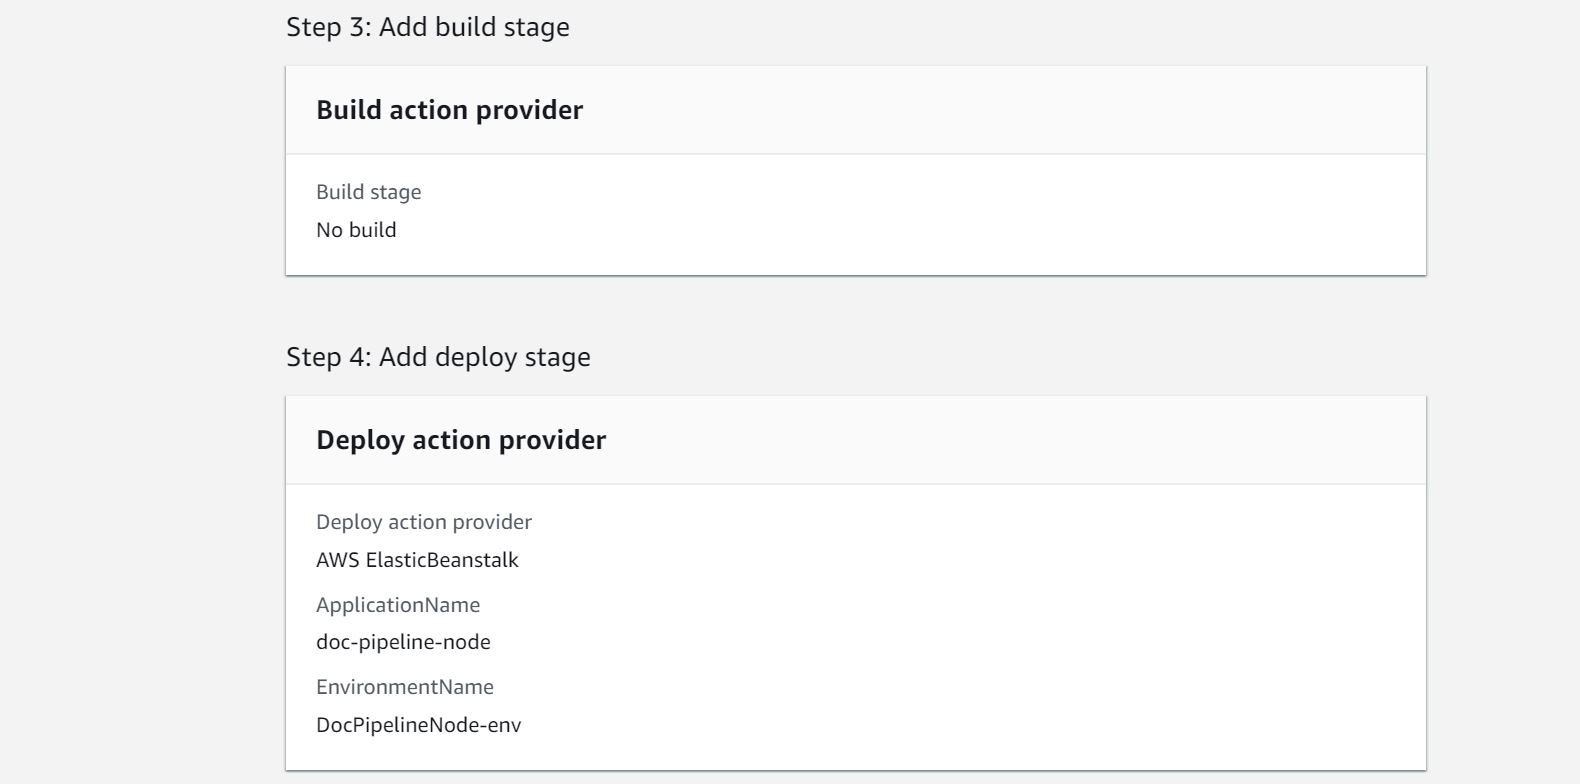 Step 3: Add build stage
Build action provider
Build stage
No build
Step 4: Add deploy stage
Deploy action provider
Deploy action provider
AWS ElasticBeanstalk
ApplicationName
doc-pipeline-node
EnvironmentName
DocPipelineNode-env